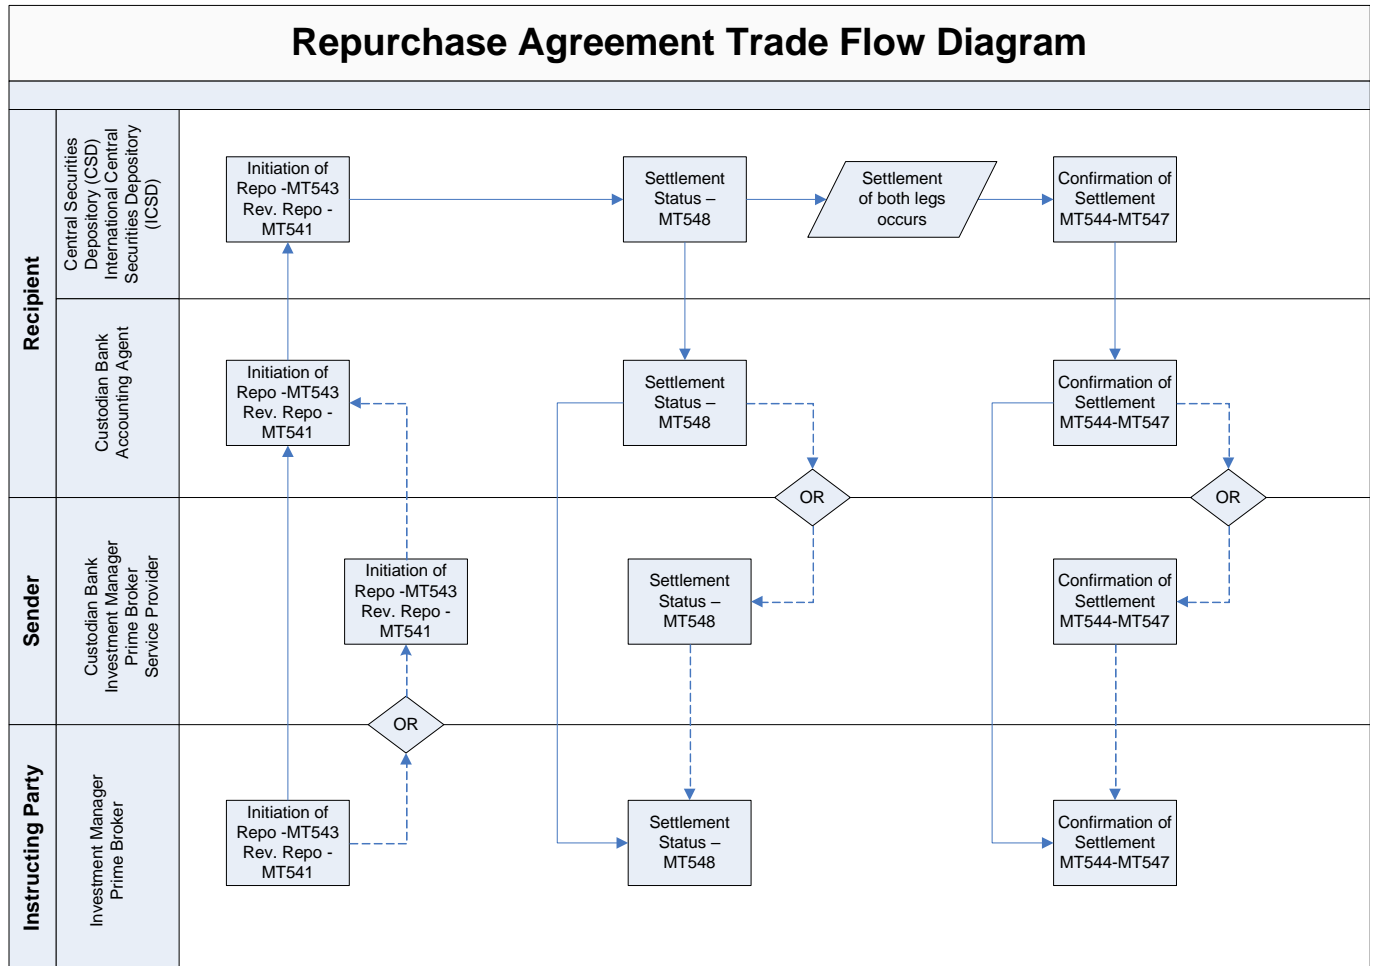 Repurchase Agreement Trade Flow Diagram
Recipient
Central Securities
Depository (CSD)
International Central
Securities Depository
(ICSD)
Initiation of
Repo -MT543
Rev. Repo -
MT541
Settlement
Status –
MT548
Settlement
of both legs
occurs
Confirmation of
Settlement
MT544-MT547
Custodian Bank
Accounting Agent
Initiation of
Repo -MT543
Rev. Repo -
MT541
Settlement
Status –
MT548
Confirmation of
Settlement
MT544-MT547
OR
OR
Sender
Custodian Bank
Investment Manager
Prime Broker
Service Provider
Initiation of
Repo -MT543
Rev. Repo -
MT541
Settlement
Status –
MT548
Confirmation of
Settlement
MT544-MT547
OR
Instructing Party
Investment Manager
Prime Broker
Initiation of
Repo -MT543
Rev. Repo -
MT541
Settlement
Status –
MT548
Confirmation of
Settlement
MT544-MT547